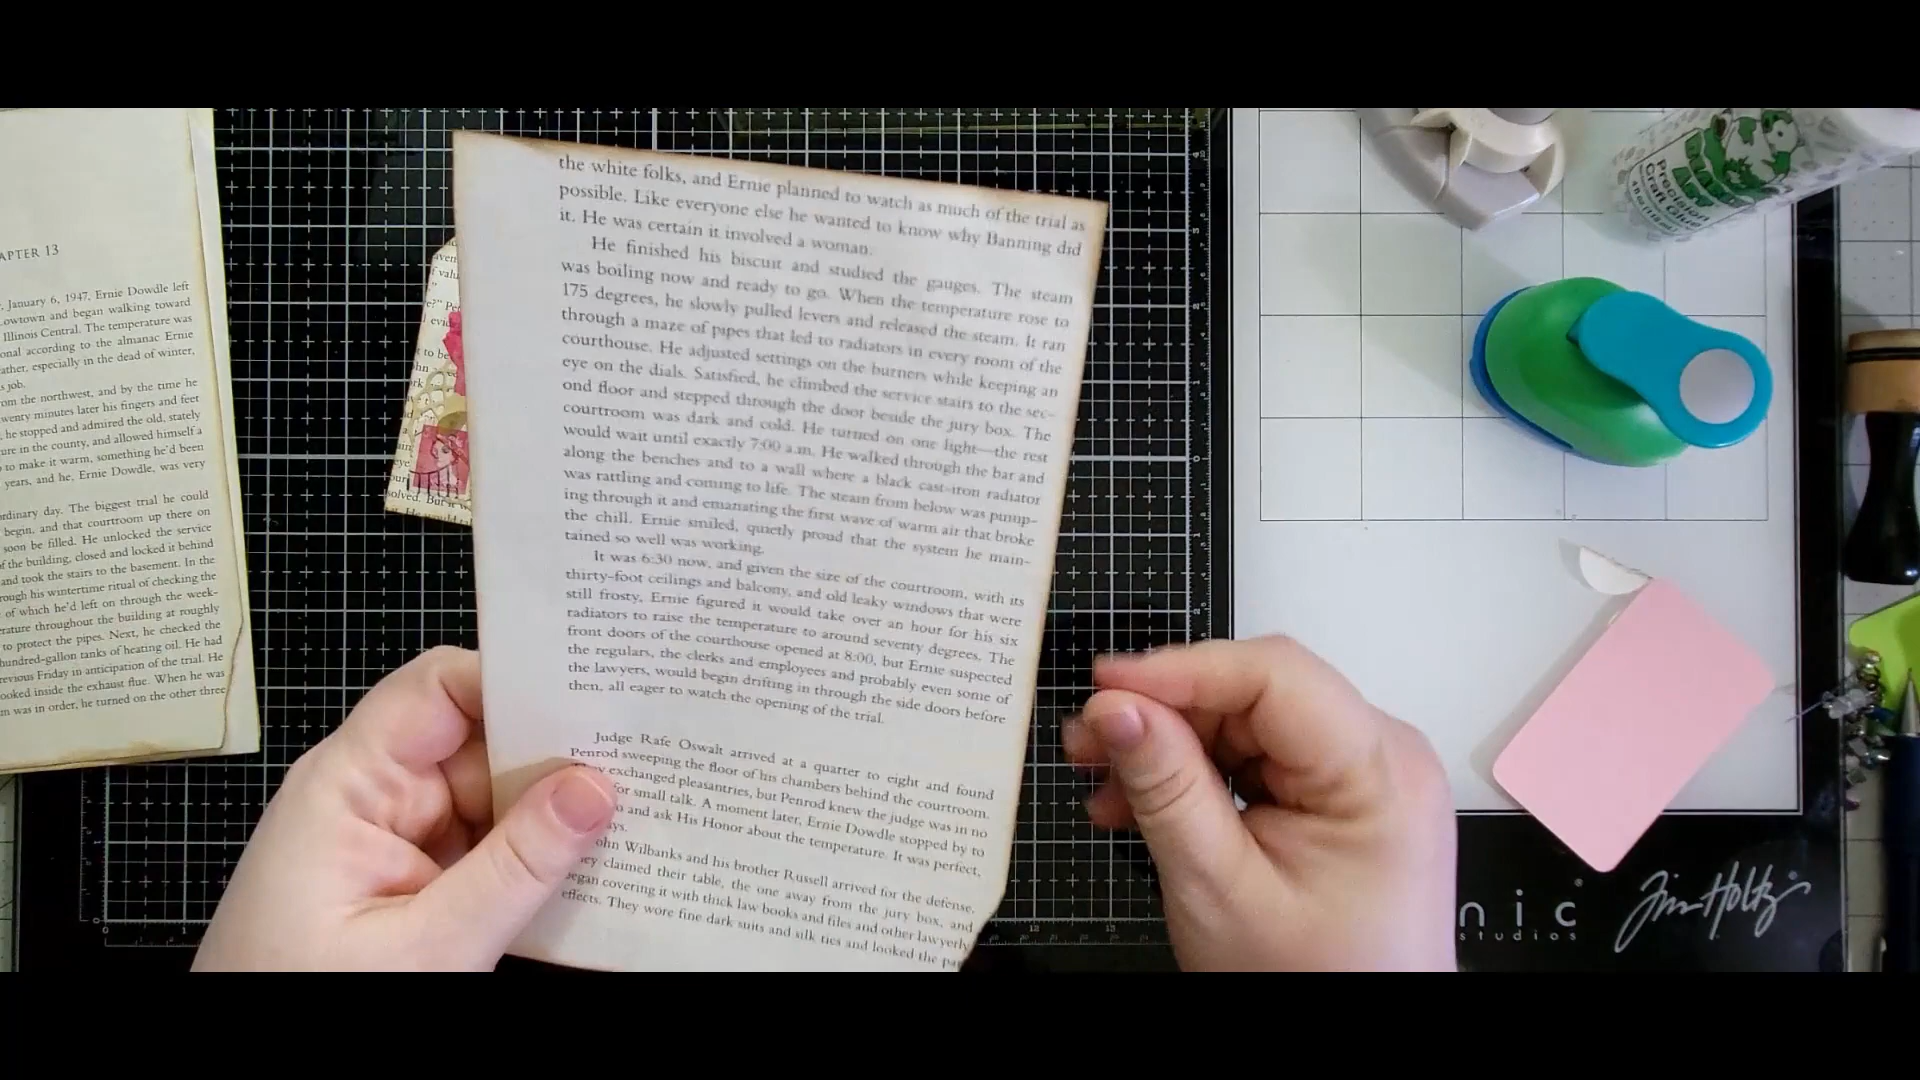 APTER 13
, January 6, 1947, Ernie Dowdle left
owtown and began walking toward
Illinois Central. The temperature was
onal according to the almanac Ernie
ather, especially in the dead of winter,
s job.
om the northwest, and by the time he
wenty minutes later his fingers and feet
, he stopped and admired the old, stately
ure in the county, and allowed himself a
to make it warm, something he'd been
years, and he, Ernie Dowdle, was very
rdinary day. The biggest trial he could
begin, and that courtroom up there on
soon be filled. He unlocked the service
of the building, closed and locked it behind
and took the stairs to the basement. In the
rough his wintertime ritual of checking the
of which he'd left on through the week-
rature throughout the building at roughly
to protect the pipes. Next, he checked the
hundred-gallon tanks of heating oil. He had
revious Friday in anticipation of the trial. He
ooked inside the exhaust flue. When he was
m was in order, he turned on the other three
the white folks, and Ernie planned to watch as much of the trial as
possible. Like everyone else he wanted to know why Banning did
it. He was certain it involved a woman.
He finished his biscuit and studied the gauges. The steam
was boiling now and ready to go. When the temperature rose to
175 degrees, he slowly pulled levers and released the steam. It ran
through a maze of pipes that led to radiators in every room of the
courthouse. He adjusted settings on the burners while keeping an
eye on the dials. Satisfied, he climbed the service stairs to the sec-
ond floor and stepped through the door beside the jury box. The
courtroom was dark and cold. He turned on one light—the rest
would wait until exactly 7:00 a.m. He walked through the bar and
along the benches and to a wall where a black cast-iron radiator
was rattling and coming to life. The steam from below was pump-
ing through it and emanating the first wave of warm air that broke
the chill. Ernie smiled, quietly proud that the system he main-
tained so well was working.
It was 6:30 now, and given the size of the courtroom, with its
thirty-foot ceilings and balcony, and old leaky windows that were
still frosty, Ernie figured it would take over an hour for his six
radiators to raise the temperature to around seventy degrees. The
front doors of the courthouse opened at 8:00, but Ernie suspected
the regulars, the clerks and employees and probably even some of
the lawyers, would begin drifting in through the side doors before
then, all eager to watch the opening of the trial.
Judge Rafe Oswalt arrived at a quarter to eight and found
Penrod sweeping the floor of his chambers behind the courtroom.
y exchanged pleasantries, but Penrod knew the judge was in no
for small talk. A moment later, Ernie Dowdle stopped by to
o and ask His Honor about the temperature. It was perfect,
ays.
ohn Wilbanks and his brother Russell arrived for the defense.
ey claimed their table, the one away from the jury box, and
egan covering it with thick law books and files and other lawyerly
effects. They wore fine dark suits and silk ties and looked the par
Precision
Craft Glue
nic
studios
Tim Holtz